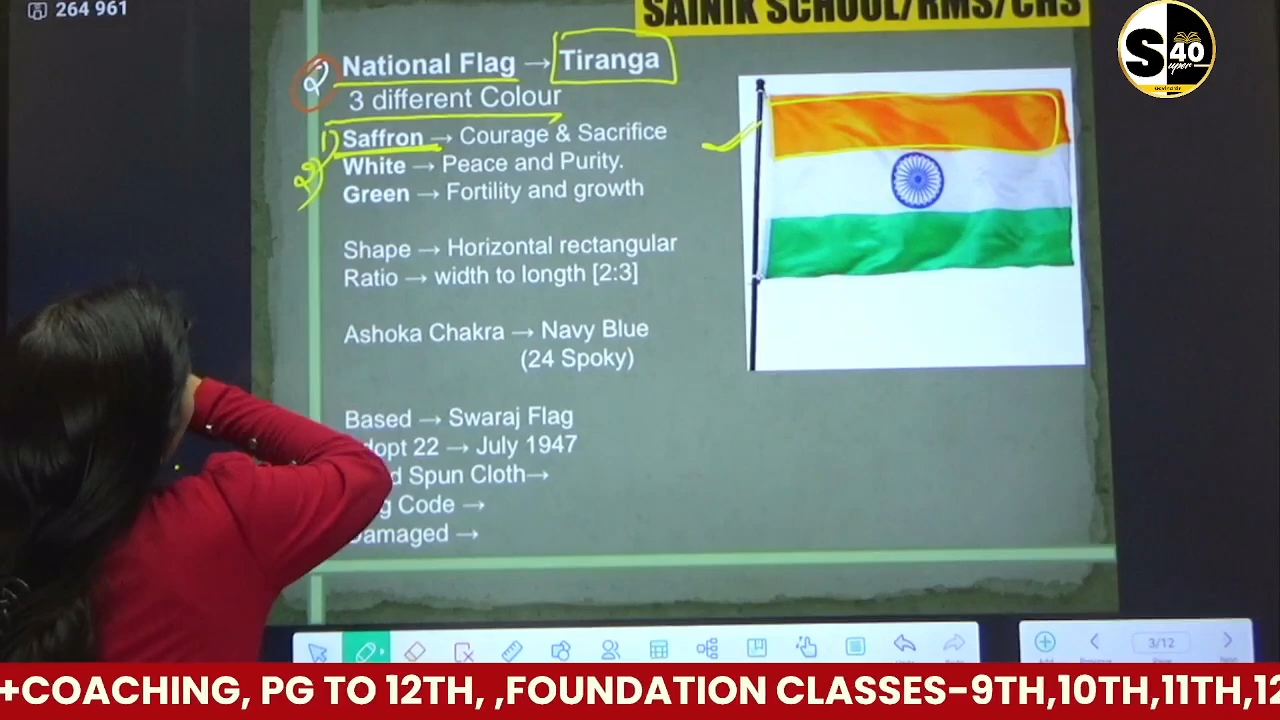 264 961
SAINIK SCHOOL/RMS/CHS
S 40
uper
National Flag → Tiranga
3 different Colour
1) Saffron → Courage & Sacrifice
White → Peace and Purity.
Green → Fortility and growth
Shape → Horizontal rectangular
Ratio → width to length [2:3]
Ashoka Chakra → Navy Blue
(24 Spoky)
Based → Swaraj Flag
dopt 22 → July 1947
d Spun Cloth→
g Code →
Damaged →
3/12
+COACHING, PG TO 12TH, ,FOUNDATION CLASSES-9TH,10TH,11TH,12